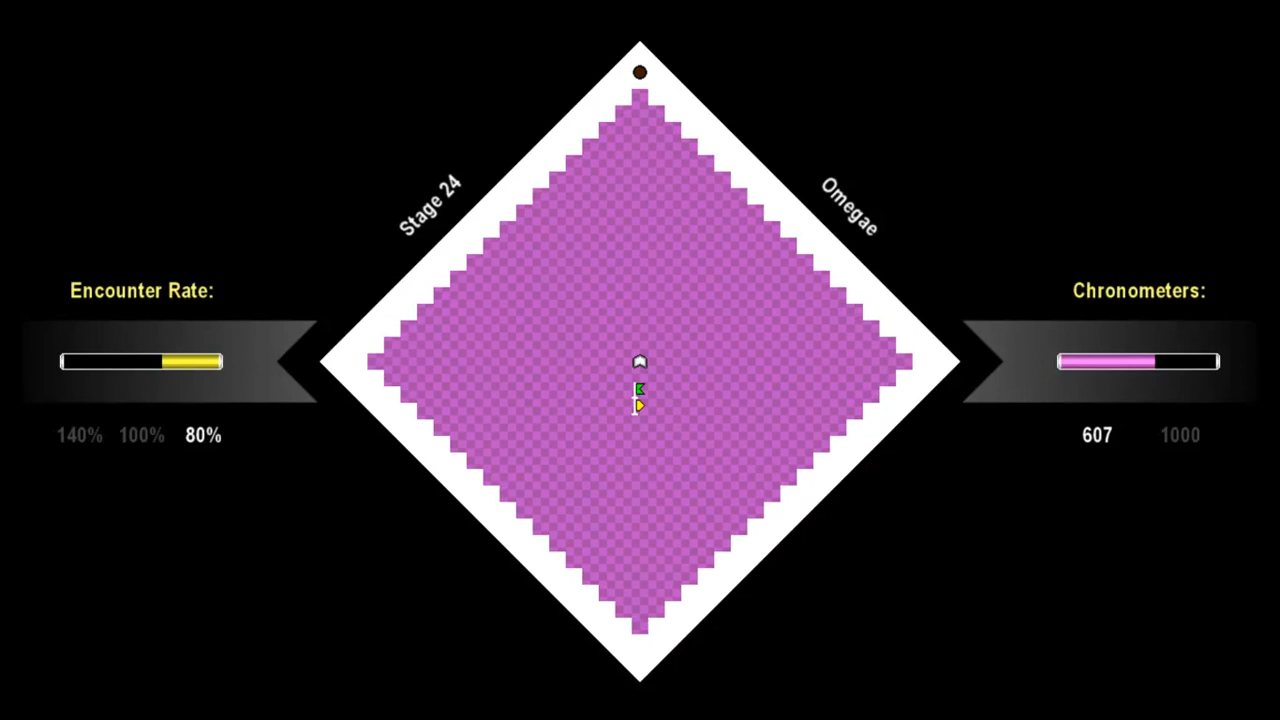 Stage 24
Omegae
Encounter Rate:
Chronometers:
140% 100% 80%
607 1000